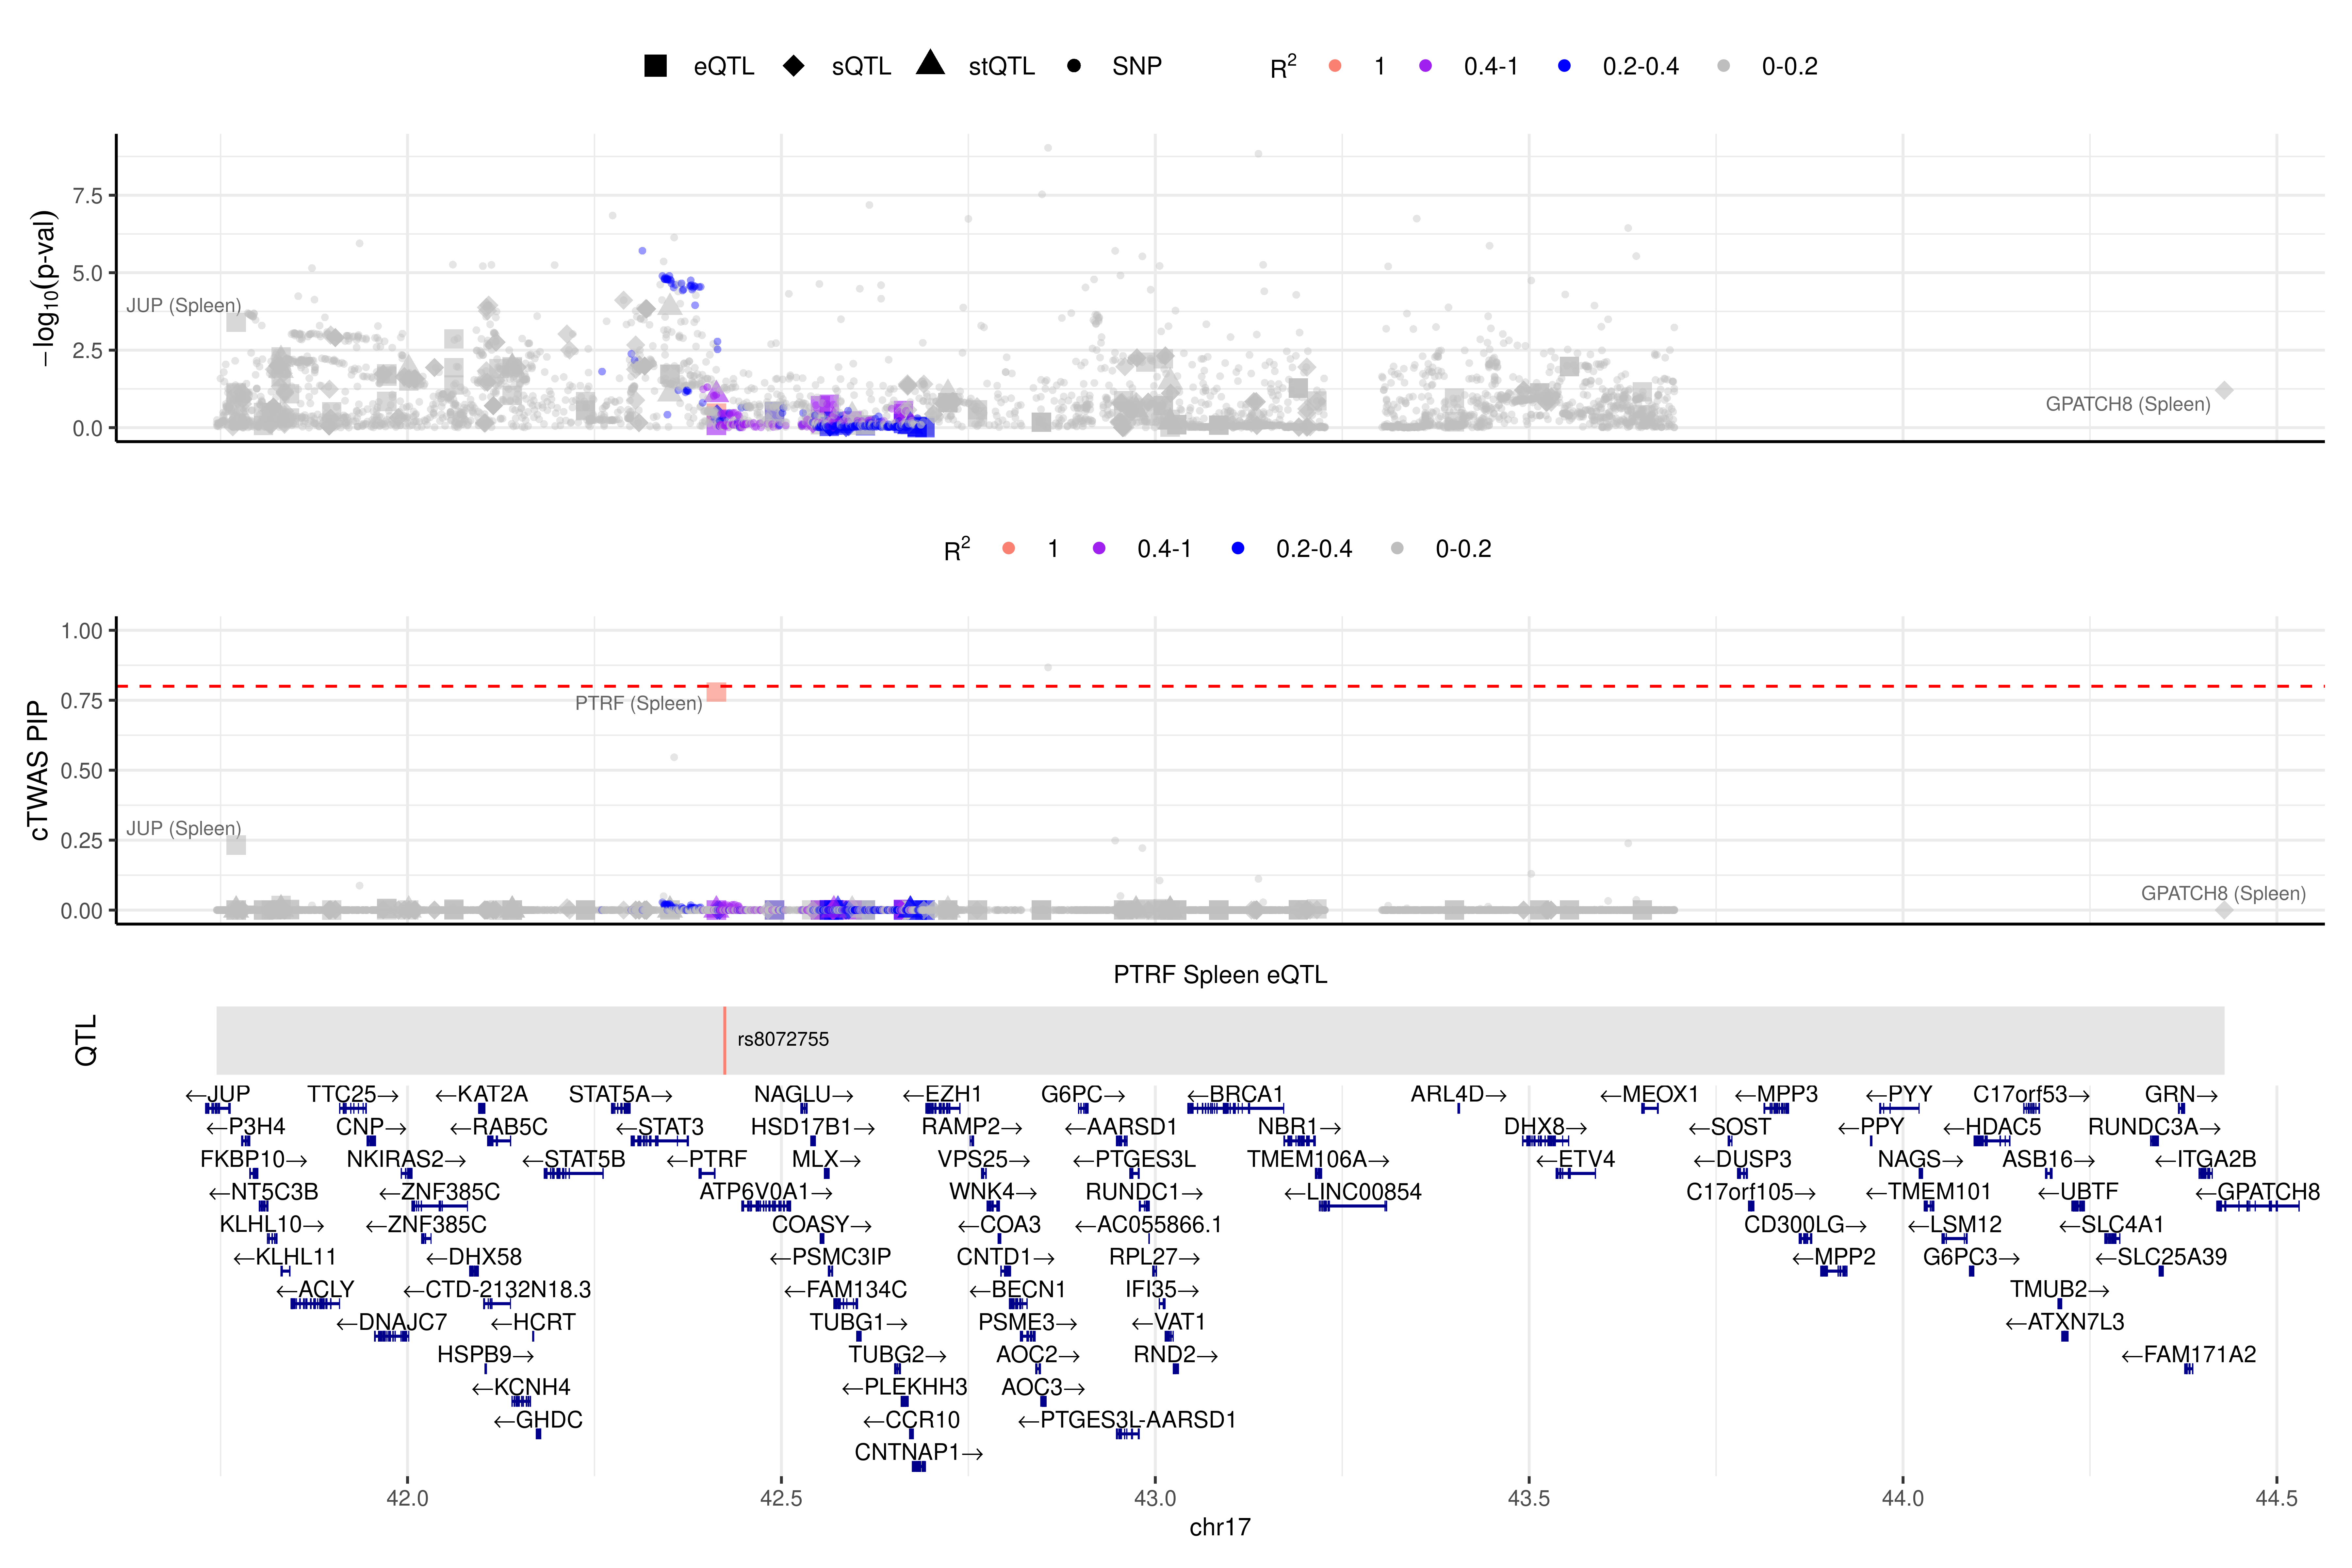 eQTL sQTL stQTL SNP R² 1 0.4-1 0.2-0.4 0-0.2
−log₁₀(p-val)
7.5
5.0
2.5
0.0
JUP (Spleen)
GPATCH8 (Spleen)
R² 1 0.4-1 0.2-0.4 0-0.2
cTWAS PIP
1.00
0.75
0.50
0.25
0.00
PTRF (Spleen)
JUP (Spleen)
GPATCH8 (Spleen)
PTRF Spleen eQTL
QTL
rs8072755
←JUP TTC25→ ←KAT2A STAT5A→ NAGLU→ ←EZH1 G6PC→ ←BRCA1 ARL4D→ ←MEOX1 ←MPP3 ←PYY C17orf53→ GRN→
←P3H4 CNP→ ←RAB5C ←STAT3 HSD17B1→ RAMP2→ ←AARSD1 NBR1→ DHX8→ ←SOST ←PPY ←HDAC5 RUNDC3A→
FKBP10→ NKIRAS2→ ←STAT5B ←PTRF MLX→ VPS25→ ←PTGES3L TMEM106A→ ←ETV4 ←DUSP3 NAGS→ ASB16→ ←ITGA2B
←NT5C3B ←ZNF385C ATP6V0A1→ WNK4→ RUNDC1→ ←LINC00854 C17orf105→ ←TMEM101 ←UBTF ←GPATCH8
KLHL10→ ←ZNF385C COASY→ ←COA3 ←AC055866.1 CD300LG→ ←LSM12 ←SLC4A1
←KLHL11 ←DHX58 ←PSMC3IP CNTD1→ RPL27→ ←MPP2 G6PC3→ ←SLC25A39
←ACLY ←CTD-2132N18.3 ←FAM134C ←BECN1 IFI35→ TMUB2→
←DNAJC7 ←HCRT TUBG1→ PSME3→ ←VAT1 ←ATXN7L3
HSPB9→ TUBG2→ AOC2→ RND2→ ←FAM171A2
←KCNH4 ←PLEKHH3 AOC3→
←GHDC ←CCR10 ←PTGES3L-AARSD1
CNTNAP1→
42.0 42.5 43.0 43.5 44.0 44.5
chr17